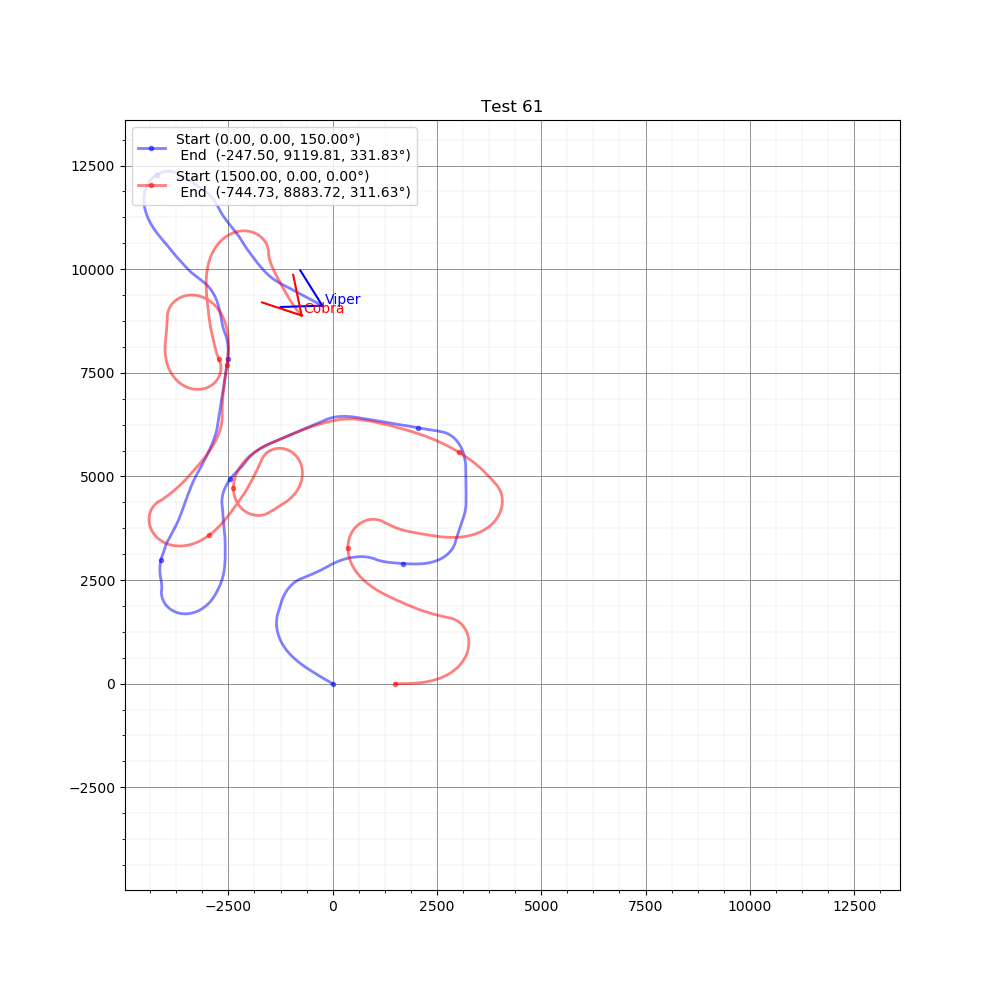 Test 61
Start (0.00, 0.00, 150.00°)
End (-247.50, 9119.81, 331.83°)
Start (1500.00, 0.00, 0.00°)
End (-744.73, 8883.72, 311.63°)
12500
10000
7500
5000
2500
0
−2500
Viper
Cobra
−2500 0 2500 5000 7500 10000 12500